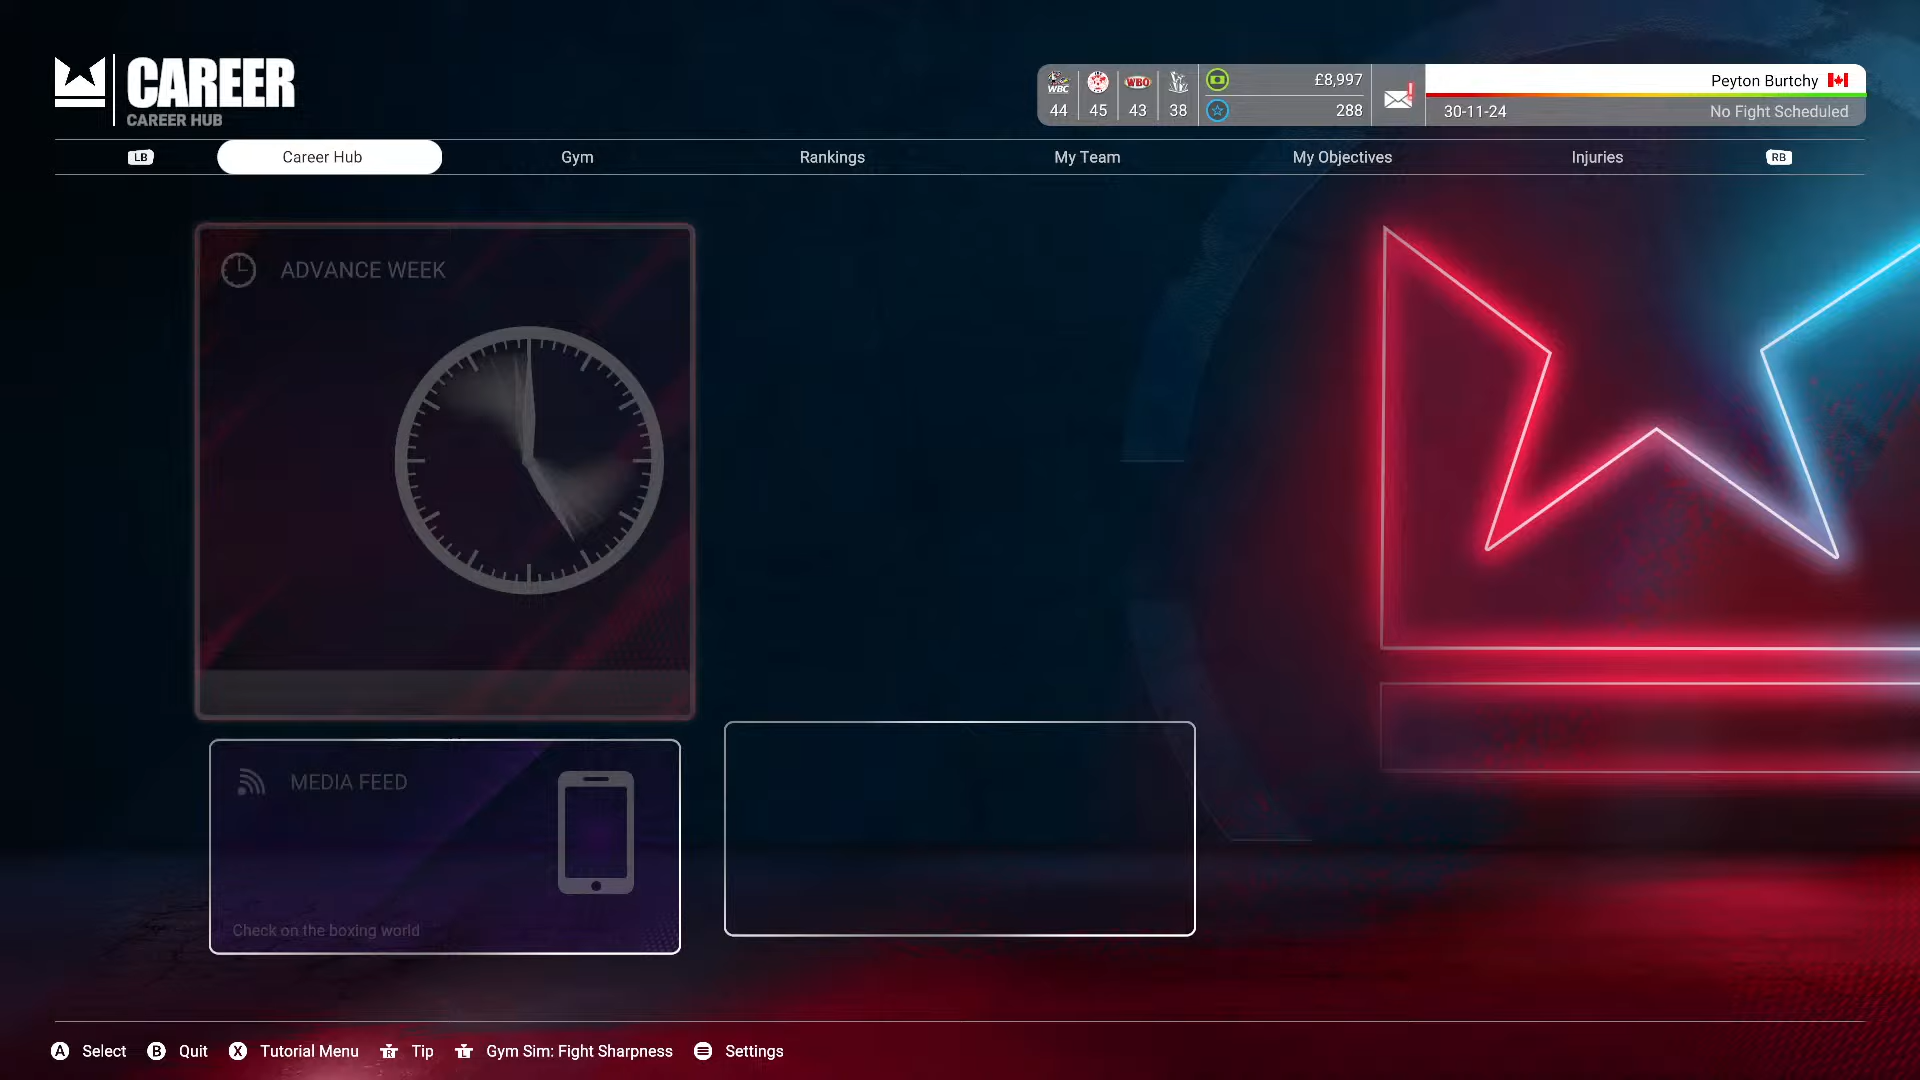 CAREER
CAREER HUB
WBC
WBO
44
45
43
38
£8,997
288
Peyton Burtchy
30-11-24
No Fight Scheduled
LB
Career Hub
Gym
Rankings
My Team
My Objectives
Injuries
RB
ADVANCE WEEK
MEDIA FEED
Check on the boxing world
A Select
B Quit
X Tutorial Menu
R Tip
L Gym Sim: Fight Sharpness
Settings